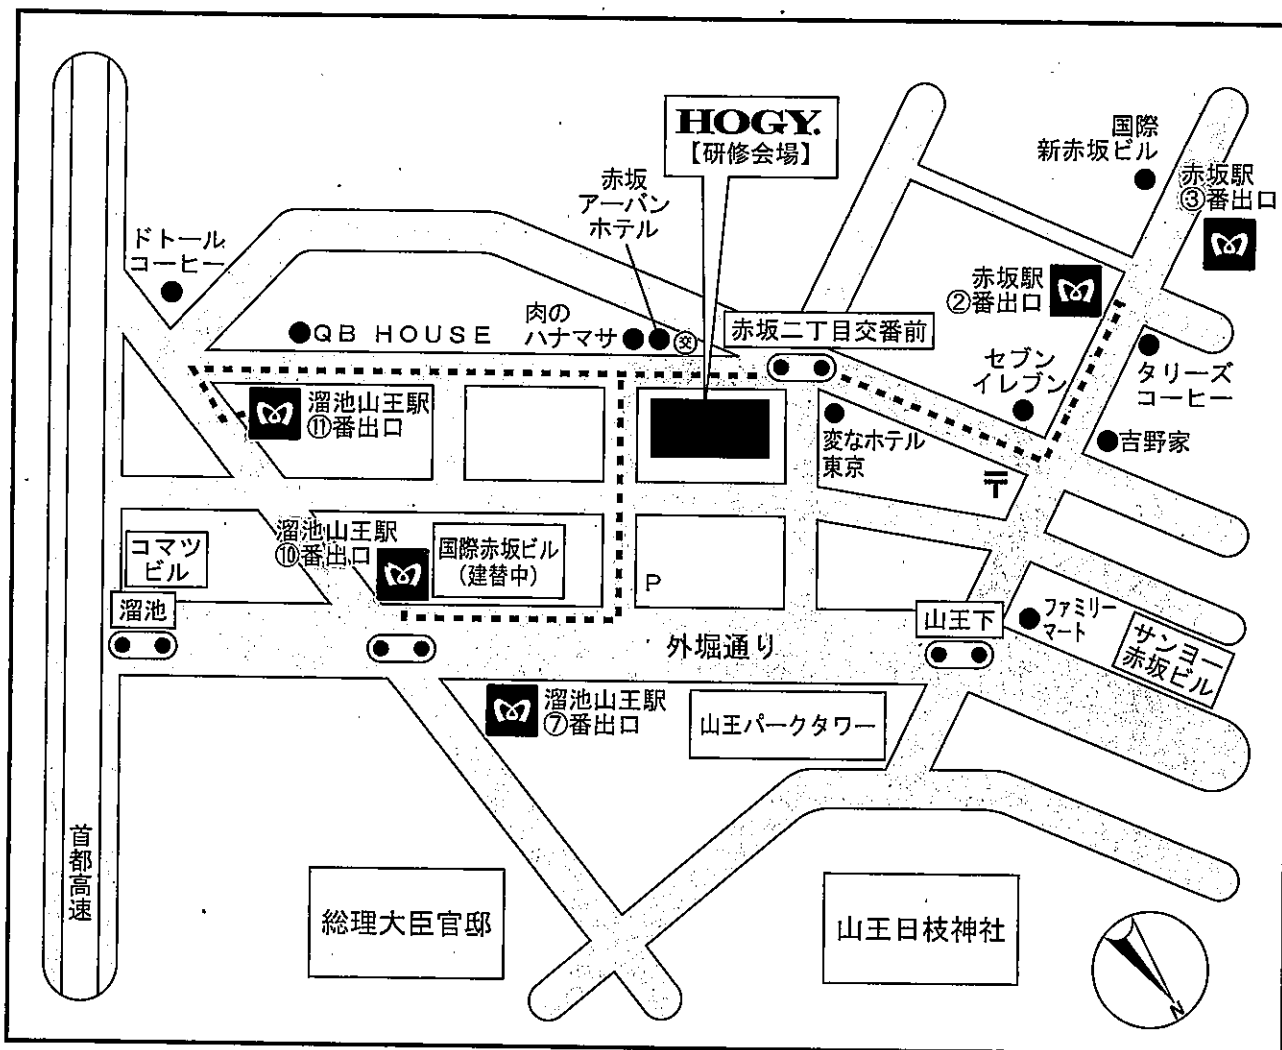 HOGY.
【研修会場】
国際
新赤坂ビル
赤坂駅
③番出口
赤坂
アーバン
ホテル
ドトール
コーヒー
赤坂駅
②番出口
QB HOUSE
肉の
ハナマサ
交
赤坂二丁目交番前
セブン
イレブン
タリーズ
コーヒー
溜池山王駅
⑪番出口
変なホテル
東京
吉野家
〒
コマツ
ビル
溜池山王駅
⑩番出口
国際赤坂ビル
(建替中)
P
溜池
外堀通り
山王下
ファミリー
マート
サンヨー
赤坂ビル
溜池山王駅
⑦番出口
山王パークタワー
首都高速
総理大臣官邸
山王日枝神社
N